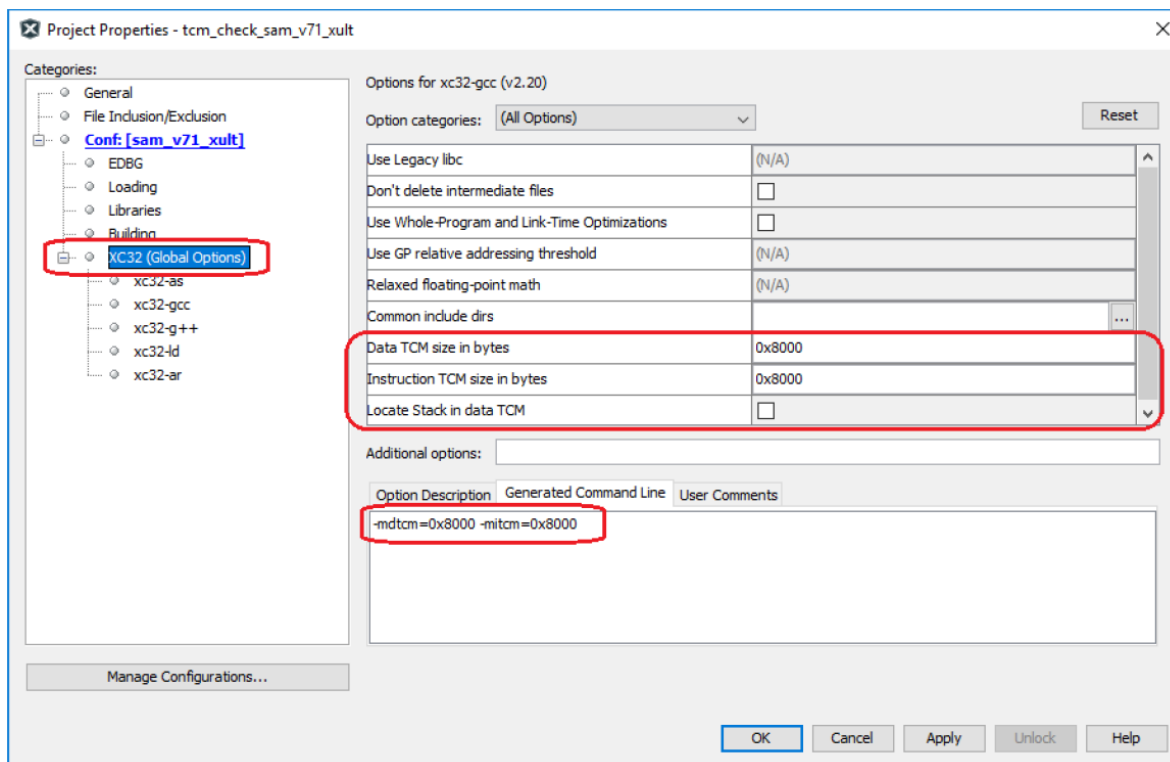 Project Properties - tcm_check_sam_v71_xult
Categories:
General
File Inclusion/Exclusion
Conf: [sam_v71_xult]
EDBG
Loading
Libraries
Building
XC32 (Global Options)
xc32-as
xc32-gcc
xc32-g++
xc32-ld
xc32-ar
Manage Configurations...
Options for xc32-gcc (v2.20)
Option categories: (All Options) Reset
Use Legacy libc (N/A)
Don't delete intermediate files
Use Whole-Program and Link-Time Optimizations
Use GP relative addressing threshold (N/A)
Relaxed floating-point math (N/A)
Common include dirs ...
Data TCM size in bytes 0x8000
Instruction TCM size in bytes 0x8000
Locate Stack in data TCM
Additional options:
Option Description Generated Command Line User Comments
-mdtcm=0x8000 -mitcm=0x8000
OK Cancel Apply Unlock Help